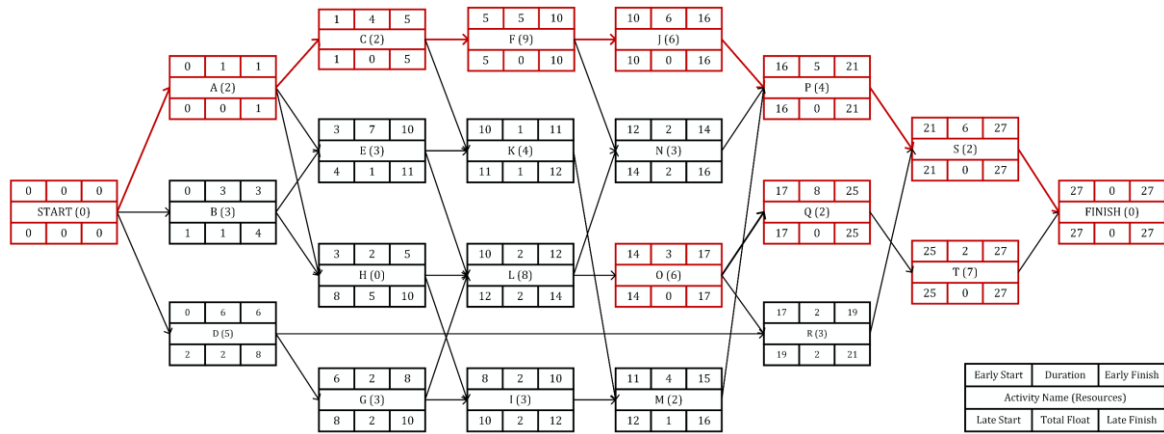 1 4 5
C (2)
1 0 5
5 5 10
F (9)
5 0 10
10 6 16
J (6)
10 0 16
0 1 1
A (2)
0 0 1
16 5 21
P (4)
16 0 21
3 7 10
E (3)
4 1 11
10 1 11
K (4)
11 1 12
12 2 14
N (3)
14 2 16
21 6 27
S (2)
21 0 27
0 0 0
START (0)
0 0 0
0 3 3
B (3)
1 1 4
17 8 25
Q (2)
17 0 25
27 0 27
FINISH (0)
27 0 27
3 2 5
H (0)
8 5 10
10 2 12
L (8)
12 2 14
14 3 17
O (6)
14 0 17
25 2 27
T (7)
25 0 27
0 6 6
D (5)
2 2 8
17 2 19
R (3)
19 2 21
6 2 8
G (3)
8 2 10
8 2 10
I (3)
10 2 12
11 4 15
M (2)
12 1 16
Early Start Duration Early Finish
Activity Name (Resources)
Late Start Total Float Late Finish